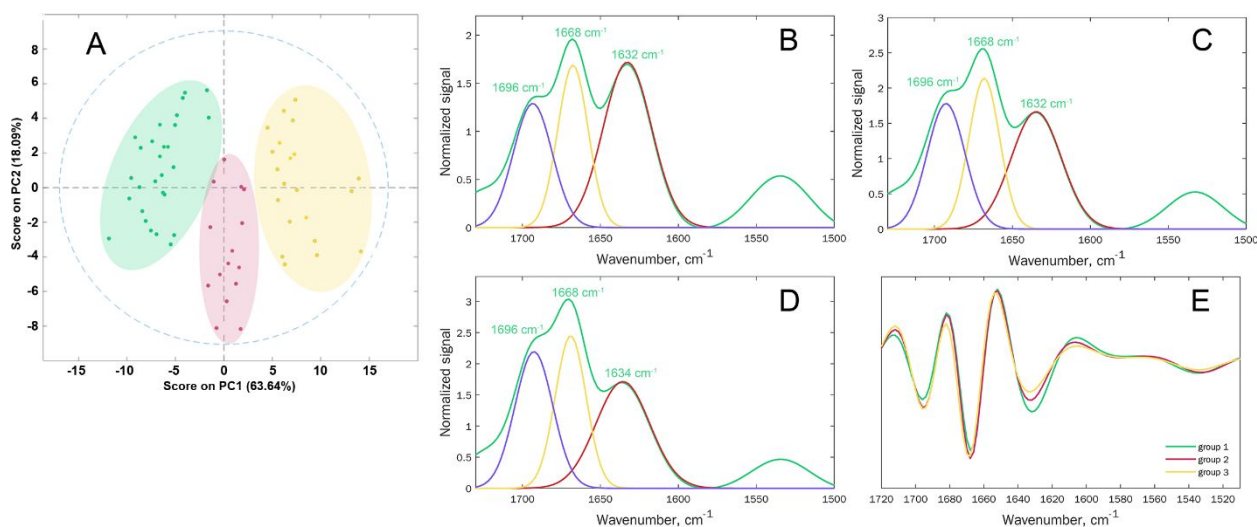 A
Score on PC2 (18.09%)
8
6
4
2
0
-2
-4
-6
-8
-15
-10
-5
0
5
10
15
Score on PC1 (63.64%)
B
Normalized signal
2
1.5
1
0.5
0
1696 cm-1
1668 cm-1
1632 cm-1
1700
1650
1600
1550
1500
Wavenumber, cm-1
C
Normalized signal
3
2.5
2
1.5
1
0.5
0
1696 cm-1
1668 cm-1
1632 cm-1
1700
1650
1600
1550
1500
Wavenumber, cm-1
D
Normalized signal
3
2.5
2
1.5
1
0.5
0
1696 cm-1
1668 cm-1
1634 cm-1
1700
1650
1600
1550
1500
Wavenumber, cm-1
E
group 1
group 2
group 3
1720
1700
1680
1660
1640
1620
1600
1580
1560
1540
1520
Wavenumber, cm-1